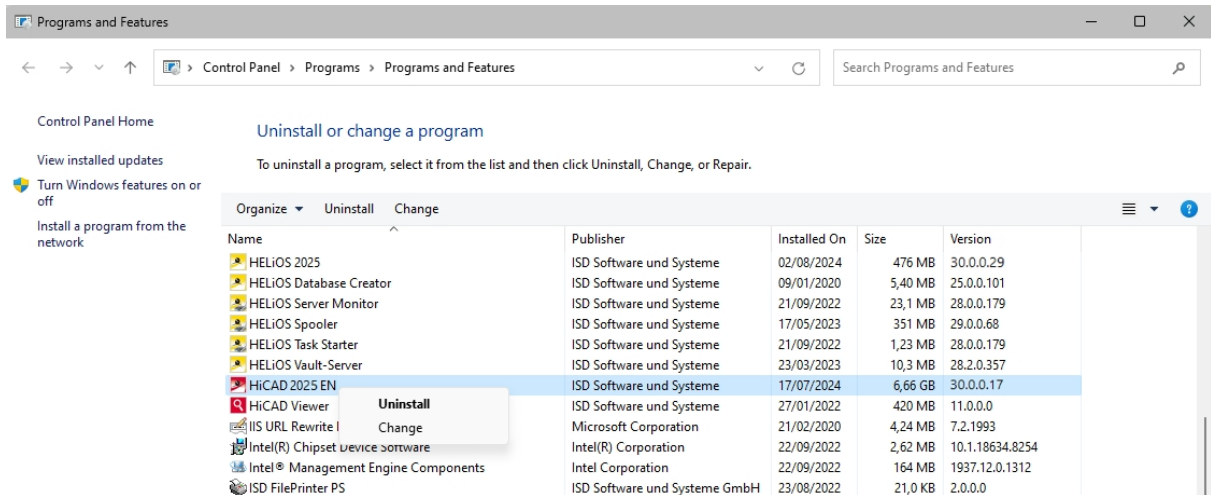 Programs and Features
Control Panel > Programs > Programs and Features
Search Programs and Features
Control Panel Home
View installed updates
Turn Windows features on or
off
Install a program from the
network
Uninstall or change a program
To uninstall a program, select it from the list and then click Uninstall, Change, or Repair.
Organize Uninstall Change
Name Publisher Installed On Size Version
HELiOS 2025 ISD Software und Systeme 02/08/2024 476 MB 30.0.0.29
HELiOS Database Creator ISD Software und Systeme 09/01/2020 5,40 MB 25.0.0.101
HELiOS Server Monitor ISD Software und Systeme 21/09/2022 23,1 MB 28.0.0.179
HELiOS Spooler ISD Software und Systeme 17/05/2023 351 MB 29.0.0.68
HELiOS Task Starter ISD Software und Systeme 21/09/2022 1,23 MB 28.0.0.179
HELiOS Vault-Server ISD Software und Systeme 23/03/2023 10,3 MB 28.2.0.357
HiCAD 2025 EN ISD Software und Systeme 17/07/2024 6,66 GB 30.0.0.17
HiCAD Viewer ISD Software und Systeme 27/01/2022 420 MB 11.0.0.0
IIS URL Rewrite Microsoft Corporation 21/02/2020 4,24 MB 7.2.1993
Intel(R) Chipset Device Software Intel(R) Corporation 22/09/2022 2,62 MB 10.1.18634.8254
Intel® Management Engine Components Intel Corporation 22/09/2022 164 MB 1937.12.0.1312
ISD FilePrinter PS ISD Software und Systeme GmbH 23/08/2022 21,0 KB 2.0.0.0
Uninstall
Change